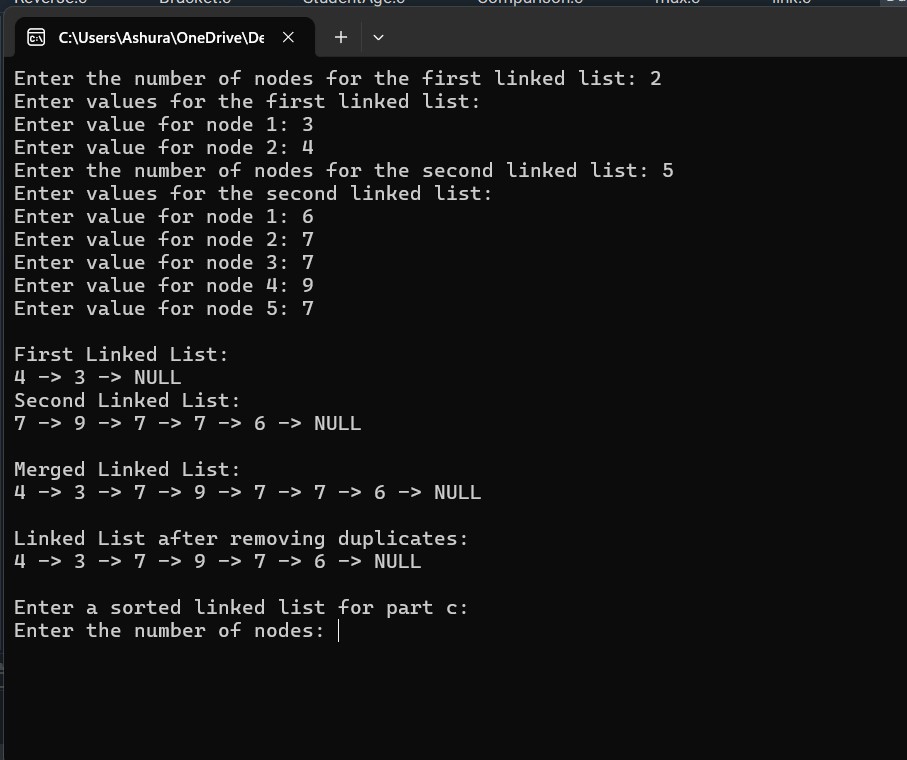 C:\Users\Ashura\OneDrive\De
Enter the number of nodes for the first linked list: 2
Enter values for the first linked list:
Enter value for node 1: 3
Enter value for node 2: 4
Enter the number of nodes for the second linked list: 5
Enter values for the second linked list:
Enter value for node 1: 6
Enter value for node 2: 7
Enter value for node 3: 7
Enter value for node 4: 9
Enter value for node 5: 7
First Linked List:
4 -> 3 -> NULL
Second Linked List:
7 -> 9 -> 7 -> 7 -> 6 -> NULL
Merged Linked List:
4 -> 3 -> 7 -> 9 -> 7 -> 7 -> 6 -> NULL
Linked List after removing duplicates:
4 -> 3 -> 7 -> 9 -> 7 -> 6 -> NULL
Enter a sorted linked list for part c:
Enter the number of nodes: